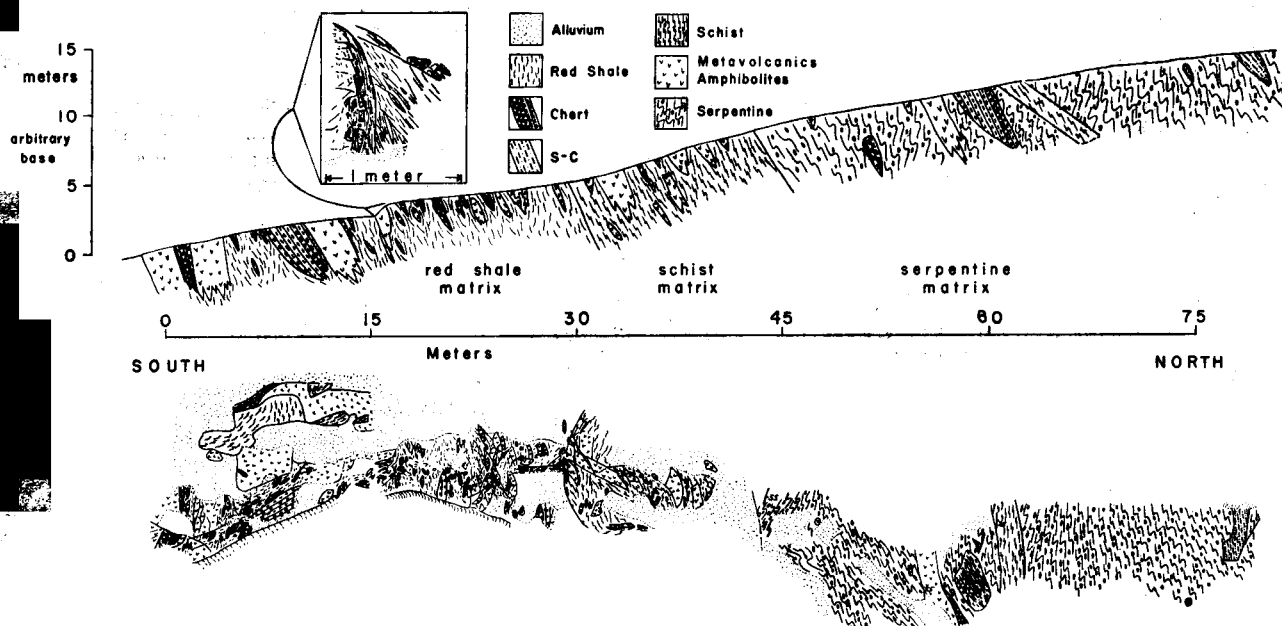 15
meters
10
arbitrary
base
5
0
1 meter
Alluvium
Red Shale
Chert
S-C
Schist
Metavolcanics
Amphibolites
Serpentine
red shale
matrix
schist
matrix
serpentine
matrix
0
15
30
45
60
75
Meters
SOUTH
NORTH